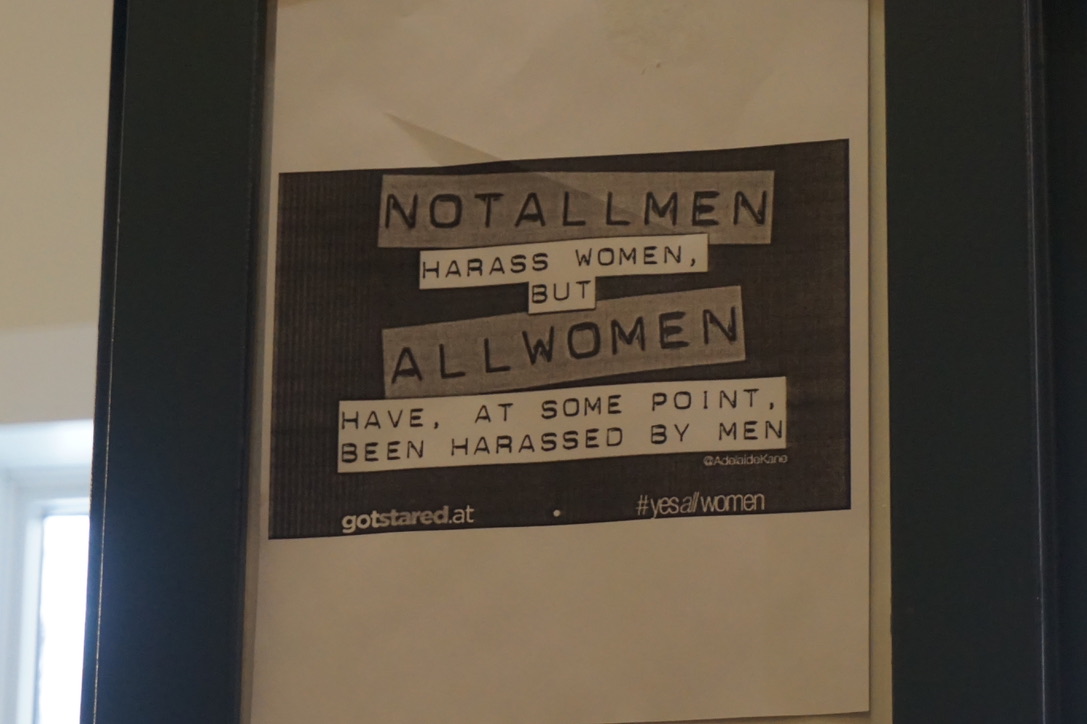 NOTALLMEN
HARASS WOMEN,
BUT
ALLWOMEN
HAVE, AT SOME POINT,
BEEN HARASSED BY MEN
@AdelaideKane
gotstared.at • #yesallwomen